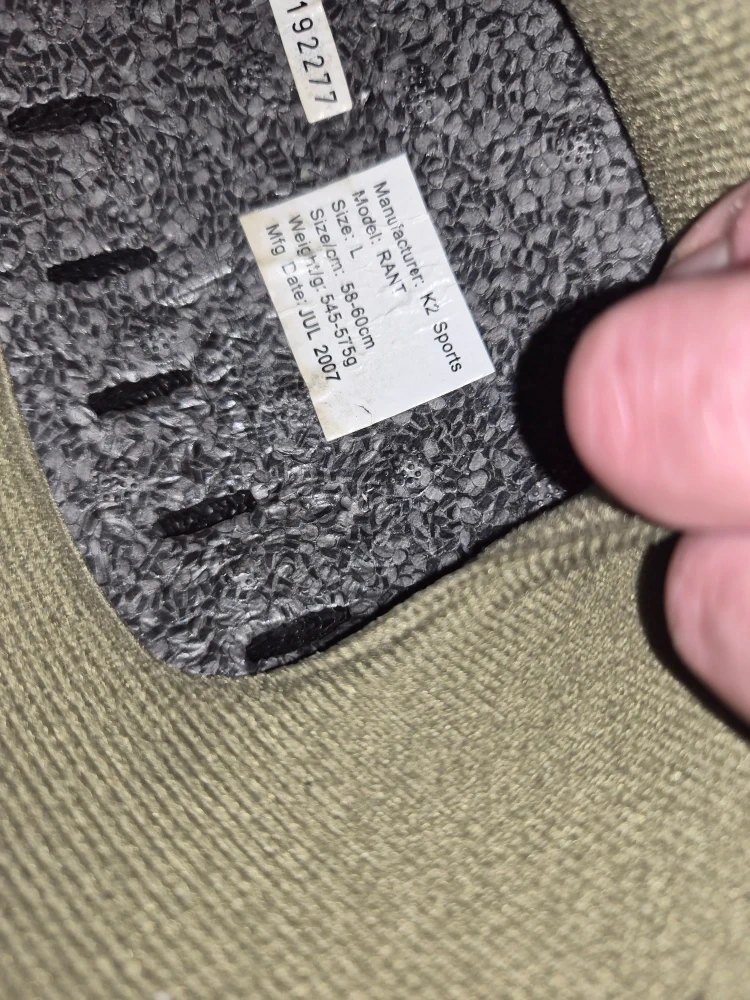 192277
Manufacturer: K2 Sports
Model: RANT
Size: L
Size/cm: 58-60cm
Weight/g: 545-575g
Mfg Date: JUL 2007